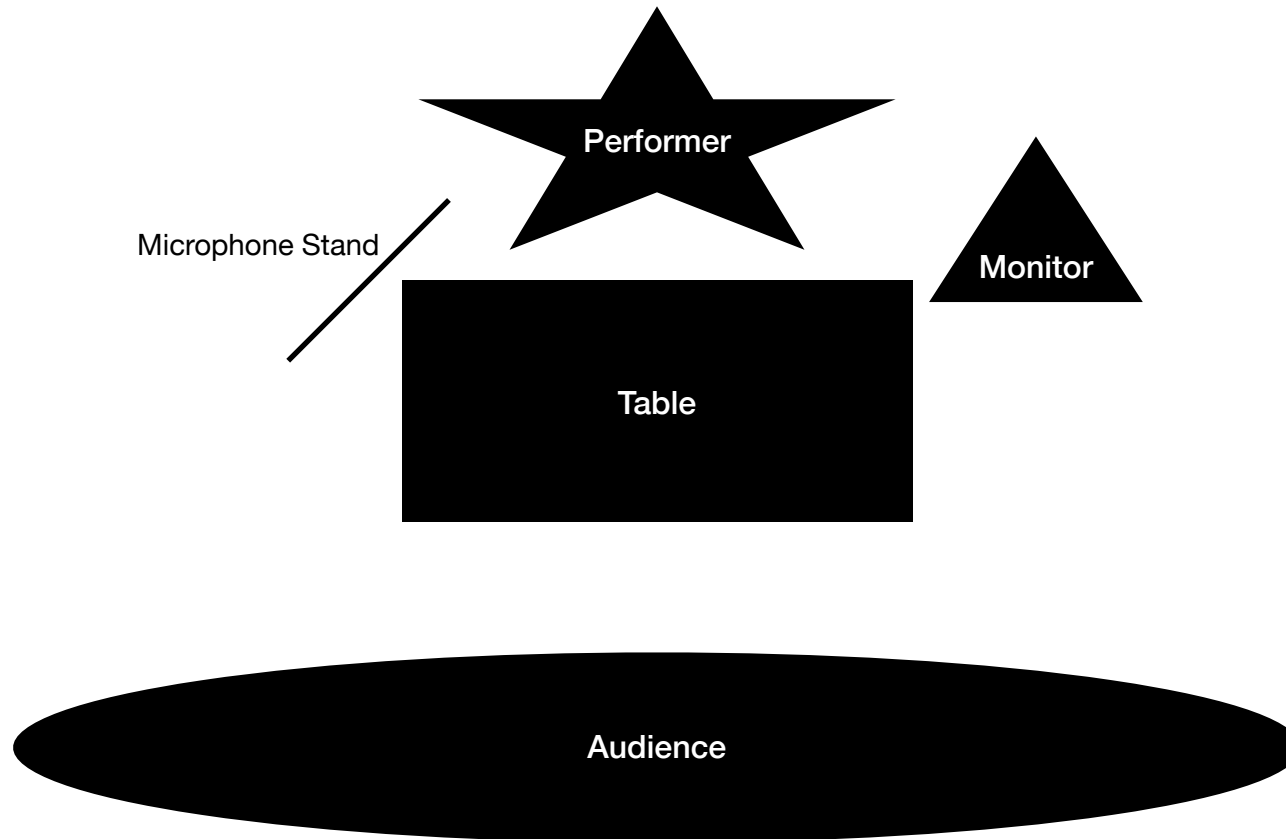 Performer
Microphone Stand
Monitor
Table
Audience